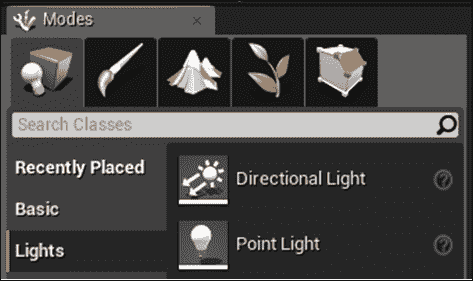 Modes
Search Classes
Recently Placed
Directional Light
Basic
Point Light
Lights